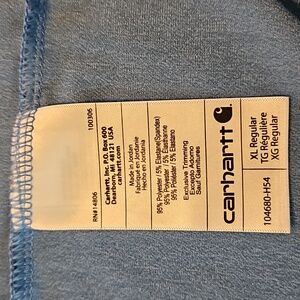 carhartt
XL Regular
TG Régulière
XG Regular
104680-H54
Exclusive Trimming
Excepto Adorno
Sauf Garnitures
95% Polyester / 5% Elastane(Spandex)
95% Polyester / 5% Élasthanne
95% Poliéster / 5% Elastano
Made in Jordan
Fabriqué en Jordanie
Hecho en Jordania
Carhartt, Inc. P.O. Box 600
Dearborn, MI 48121 USA
carhartt.com
RN#14806
100306